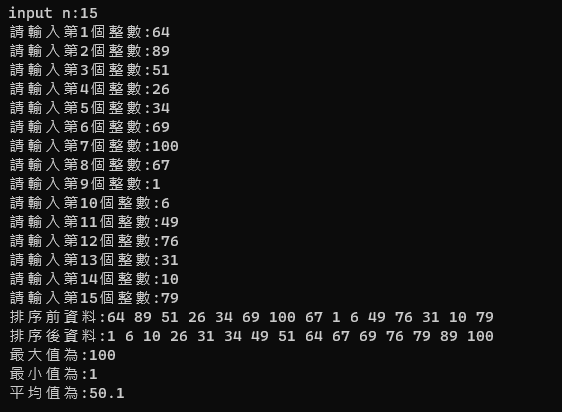 input n:15
請輸入第1個整數:64
請輸入第2個整數:89
請輸入第3個整數:51
請輸入第4個整數:26
請輸入第5個整數:34
請輸入第6個整數:69
請輸入第7個整數:100
請輸入第8個整數:67
請輸入第9個整數:1
請輸入第10個整數:6
請輸入第11個整數:49
請輸入第12個整數:76
請輸入第13個整數:31
請輸入第14個整數:10
請輸入第15個整數:79
排序前資料:64 89 51 26 34 69 100 67 1 6 49 76 31 10 79
排序後資料:1 6 10 26 31 34 49 51 64 67 69 76 79 89 100
最大值為:100
最小值為:1
平均值為:50.1